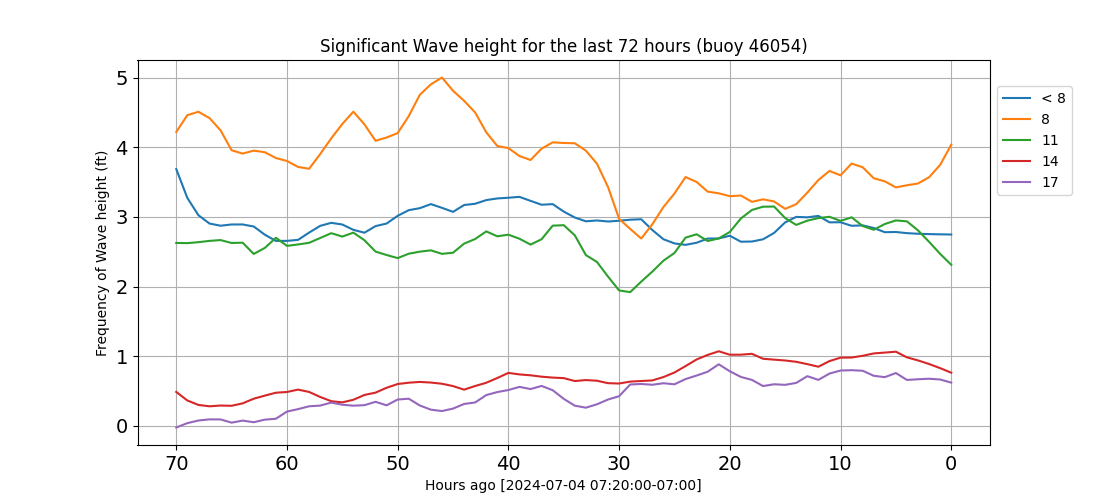 Significant Wave height for the last 72 hours (buoy 46054)
Frequency of Wave height (ft)
5
4
3
2
1
0
70 60 50 40 30 20 10 0
Hours ago [2024-07-04 07:20:00-07:00]
< 8
8
11
14
17